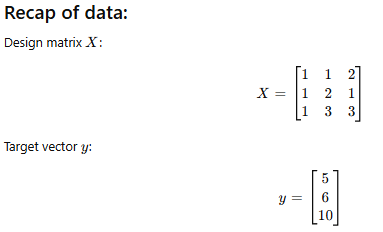 Recap of data:
Design matrix X:
X = [1 1 2
1 2 1
1 3 3]
Target vector y:
y = [5
6
10]